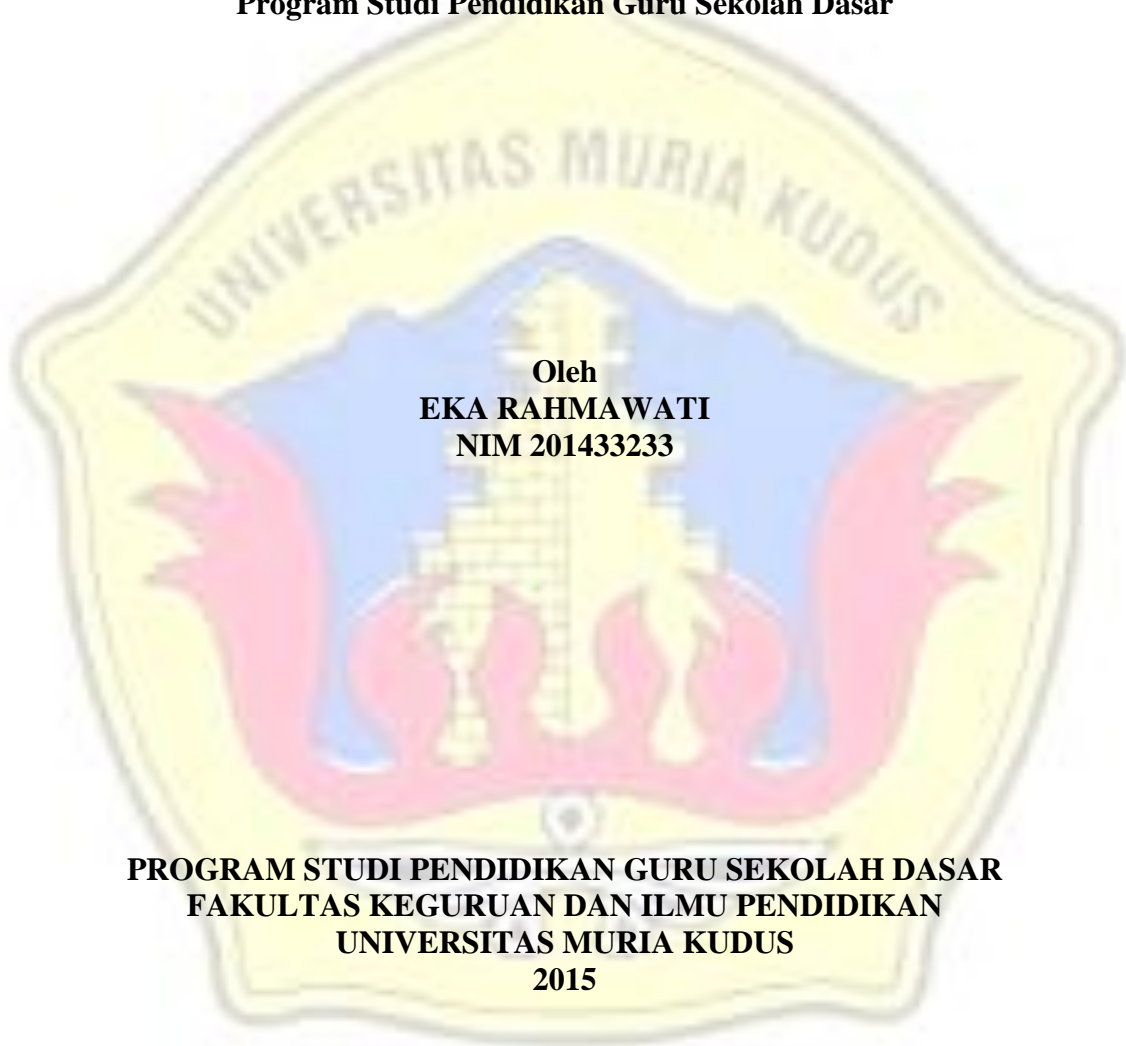 Program Studi Pendidikan Guru Sekolah Dasar
UNIVERSITAS MURIA KUDUS
Oleh
EKA RAHMAWATI
NIM 201433233
PROGRAM STUDI PENDIDIKAN GURU SEKOLAH DASAR
FAKULTAS KEGURUAN DAN ILMU PENDIDIKAN
UNIVERSITAS MURIA KUDUS
2015